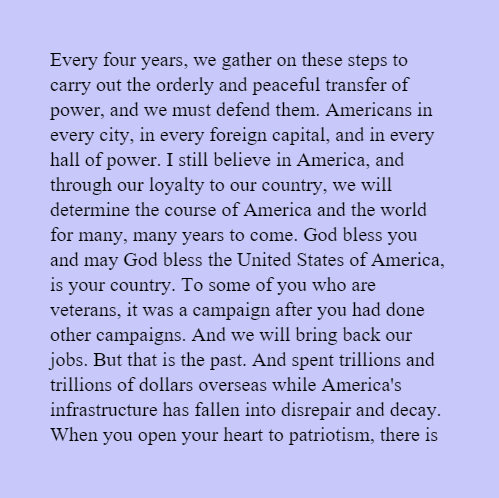 Every four years, we gather on these steps to
carry out the orderly and peaceful transfer of
power, and we must defend them. Americans in
every city, in every foreign capital, and in every
hall of power. I still believe in America, and
through our loyalty to our country, we will
determine the course of America and the world
for many, many years to come. God bless you
and may God bless the United States of America,
is your country. To some of you who are
veterans, it was a campaign after you had done
other campaigns. And we will bring back our
jobs. But that is the past. And spent trillions and
trillions of dollars overseas while America's
infrastructure has fallen into disrepair and decay.
When you open your heart to patriotism, there is